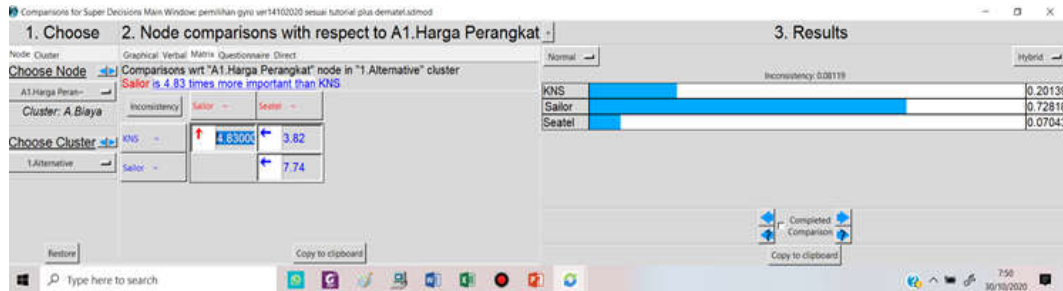 Comparisons for Super Decisions Main Window: pemilihan gyro ver14102020 sesuai tutorial plus dematel.sdmod
1. Choose
2. Node comparisons with respect to A1.Harga Perangkat
3. Results
Node Cluster
Graphical Verbal Matrix Questionnaire Direct
Normal
Hybrid
Choose Node
Comparisons wrt "A1.Harga Perangkat" node in "1.Alternative" cluster
Sailor is 4.83 times more important than KNS
Inconsistency: 0.08119
A1.Harga Peran~
Cluster: A.Biaya
Inconsistency
Sailor ~
Seatel ~
KNS 0.20139
Sailor 0.72818
Seatel 0.07043
Choose Cluster
1.Alternative
KNS ~ 4.83000 3.82
Sailor ~ 7.74
Completed
Comparison
Restore
Copy to clipboard
Copy to clipboard
Type here to search
7:50
30/10/2020